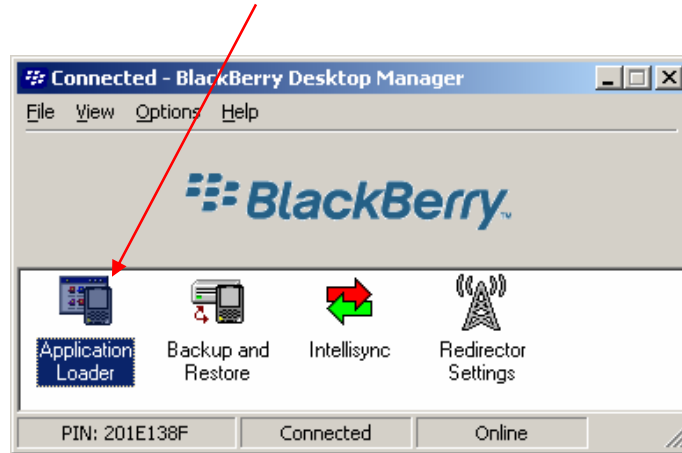 Connected - BlackBerry Desktop Manager
File View Options Help
BlackBerry™
Application Loader
Backup and Restore
Intellisync
Redirector Settings
PIN: 201E138F Connected Online